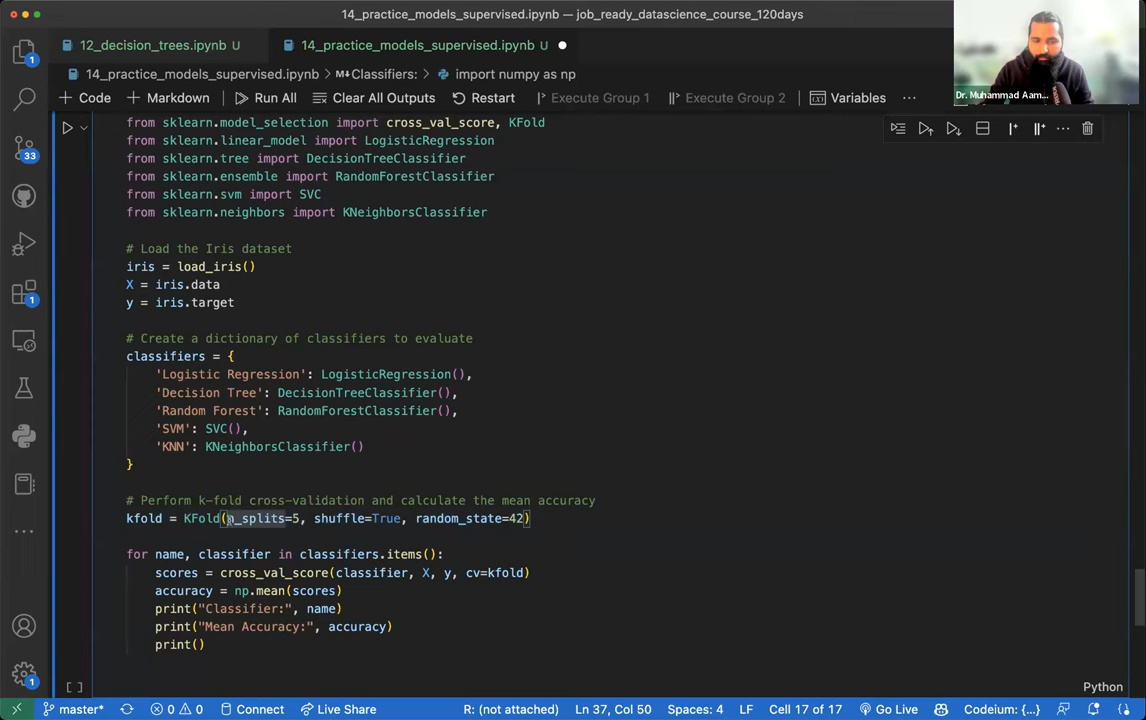 14_practice_models_supervised.ipynb — job_ready_datascience_course_120days
12_decision_trees.ipynb U
14_practice_models_supervised.ipynb U
14_practice_models_supervised.ipynb > M↓Classifiers: > import numpy as np
+ Code + Markdown Run All Clear All Outputs Restart Execute Group 1 Execute Group 2 Variables ...
Dr. Muhammad Aam...
from sklearn.model_selection import cross_val_score, KFold
from sklearn.linear_model import LogisticRegression
from sklearn.tree import DecisionTreeClassifier
from sklearn.ensemble import RandomForestClassifier
from sklearn.svm import SVC
from sklearn.neighbors import KNeighborsClassifier
# Load the Iris dataset
iris = load_iris()
X = iris.data
y = iris.target
# Create a dictionary of classifiers to evaluate
classifiers = {
'Logistic Regression': LogisticRegression(),
'Decision Tree': DecisionTreeClassifier(),
'Random Forest': RandomForestClassifier(),
'SVM': SVC(),
'KNN': KNeighborsClassifier()
}
# Perform k-fold cross-validation and calculate the mean accuracy
kfold = KFold(n_splits=5, shuffle=True, random_state=42)
for name, classifier in classifiers.items():
scores = cross_val_score(classifier, X, y, cv=kfold)
accuracy = np.mean(scores)
print("Classifier:", name)
print("Mean Accuracy:", accuracy)
print()
[ ]
Python
1
33
1
1
master* 0 0 Connect Live Share R: (not attached) Ln 37, Col 50 Spaces: 4 LF Cell 17 of 17 Go Live Codeium: {...}